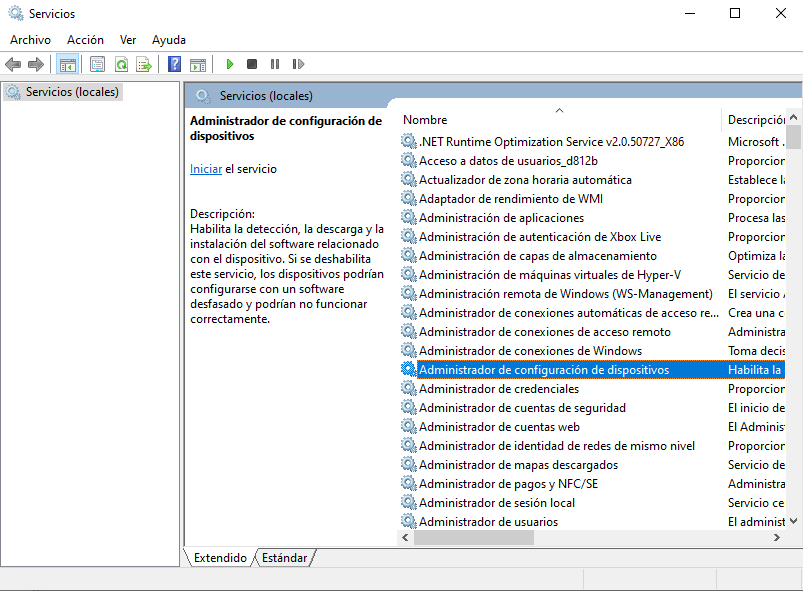 Servicios
Archivo Acción Ver Ayuda
Servicios (locales)
Servicios (locales)
Administrador de configuración de
dispositivos
Iniciar el servicio
Descripción:
Habilita la detección, la descarga y la
instalación del software relacionado
con el dispositivo. Si se deshabilita
este servicio, los dispositivos podrían
configurarse con un software
desfasado y podrían no funcionar
correctamente.
Nombre Descripción
.NET Runtime Optimization Service v2.0.50727_X86 Microsoft .
Acceso a datos de usuarios_d812b Proporcion
Actualizador de zona horaria automática Establece la
Adaptador de rendimiento de WMI Proporcion
Administración de aplicaciones Procesa las
Administración de autenticación de Xbox Live Proporcion
Administración de capas de almacenamiento Optimiza la
Administración de máquinas virtuales de Hyper-V Servicio de
Administración remota de Windows (WS-Management) El servicio
Administrador de conexiones automáticas de acceso re... Crea una c
Administrador de conexiones de acceso remoto Administra
Administrador de conexiones de Windows Toma decis
Administrador de configuración de dispositivos Habilita la
Administrador de credenciales Proporcion
Administrador de cuentas de seguridad El inicio de
Administrador de cuentas web El Adminis
Administrador de identidad de redes de mismo nivel Proporcion
Administrador de mapas descargados Servicio de
Administrador de pagos y NFC/SE Administra
Administrador de sesión local Servicio ce
Administrador de usuarios El administ
Extendido Estándar